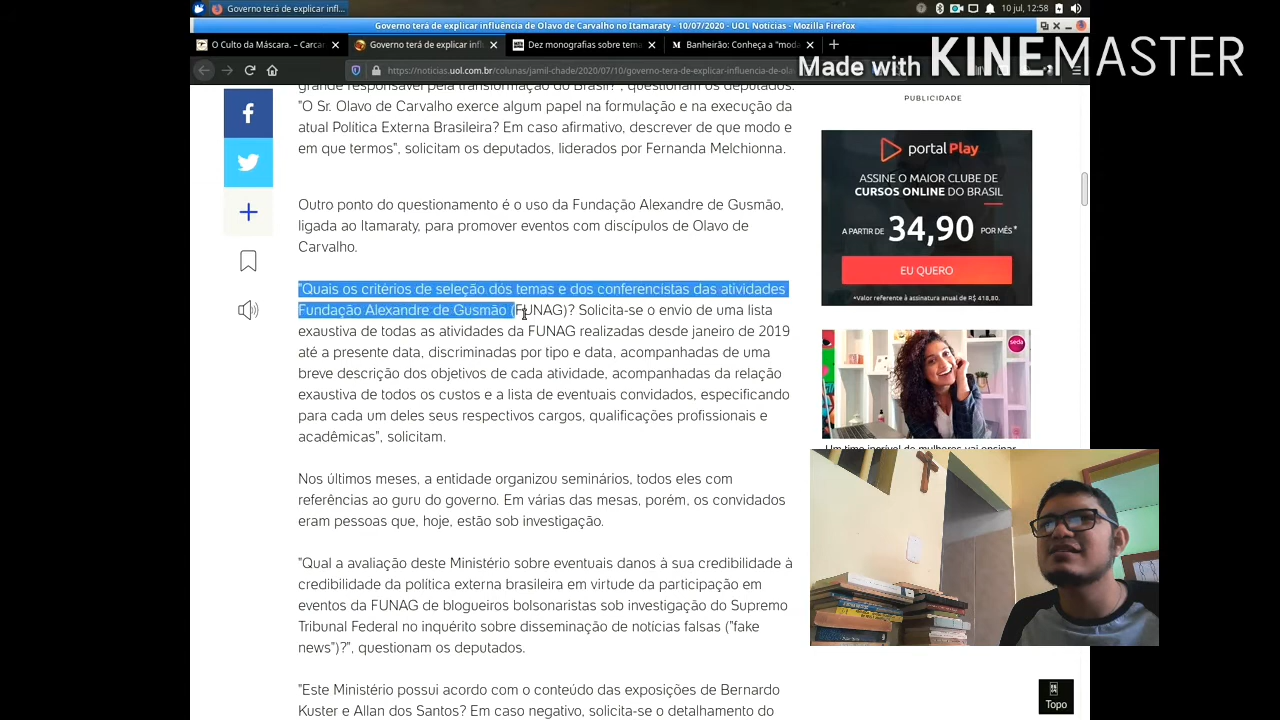 Governo terá de explicar infl...
10 jul, 12:58
Governo terá de explicar influência de Olavo de Carvalho no Itamaraty - 10/07/2020 - UOL Notícias - Mozilla Firefox
O Culto da Máscara. – Carcar
Governo terá de explicar infl
Dez monografias sobre tema
Banheirão: Conheça a "moda
Made with KINEMASTER
https://noticias.uol.com.br/colunas/jamil-chade/2020/07/10/governo-tera-de-explicar-influencia-de-ola
grande responsável pela transformação do Brasil?", questionam os deputados.
"O Sr. Olavo de Carvalho exerce algum papel na formulação e na execução da
atual Política Externa Brasileira? Em caso afirmativo, descrever de que modo e
em que termos", solicitam os deputados, liderados por Fernanda Melchionna.
Outro ponto do questionamento é o uso da Fundação Alexandre de Gusmão,
ligada ao Itamaraty, para promover eventos com discípulos de Olavo de
Carvalho.
"Quais os critérios de seleção dos temas e dos conferencistas das atividades
Fundação Alexandre de Gusmão (FUNAG)? Solicita-se o envio de uma lista
exaustiva de todas as atividades da FUNAG realizadas desde janeiro de 2019
até a presente data, discriminadas por tipo e data, acompanhadas de uma
breve descrição dos objetivos de cada atividade, acompanhadas da relação
exaustiva de todos os custos e a lista de eventuais convidados, especificando
para cada um deles seus respectivos cargos, qualificações profissionais e
acadêmicas", solicitam.
Nos últimos meses, a entidade organizou seminários, todos eles com
referências ao guru do governo. Em várias das mesas, porém, os convidados
eram pessoas que, hoje, estão sob investigação.
"Qual a avaliação deste Ministério sobre eventuais danos à sua credibilidade à
credibilidade da política externa brasileira em virtude da participação em
eventos da FUNAG de blogueiros bolsonaristas sob investigação do Supremo
Tribunal Federal no inquérito sobre disseminação de notícias falsas ("fake
news")?", questionam os deputados.
"Este Ministério possui acordo com o conteúdo das exposições de Bernardo
Kuster e Allan dos Santos? Em caso negativo, solicita-se o detalhamento do
PUBLICIDADE
portal Play
ASSINE O MAIOR CLUBE DE
CURSOS ONLINE DO BRASIL
A PARTIR DE 34,90 POR MÊS*
EU QUERO
*Valor referente à assinatura anual de R$ 418,80.
seda
Um time incrível de mulheres vai ensinar
Topo